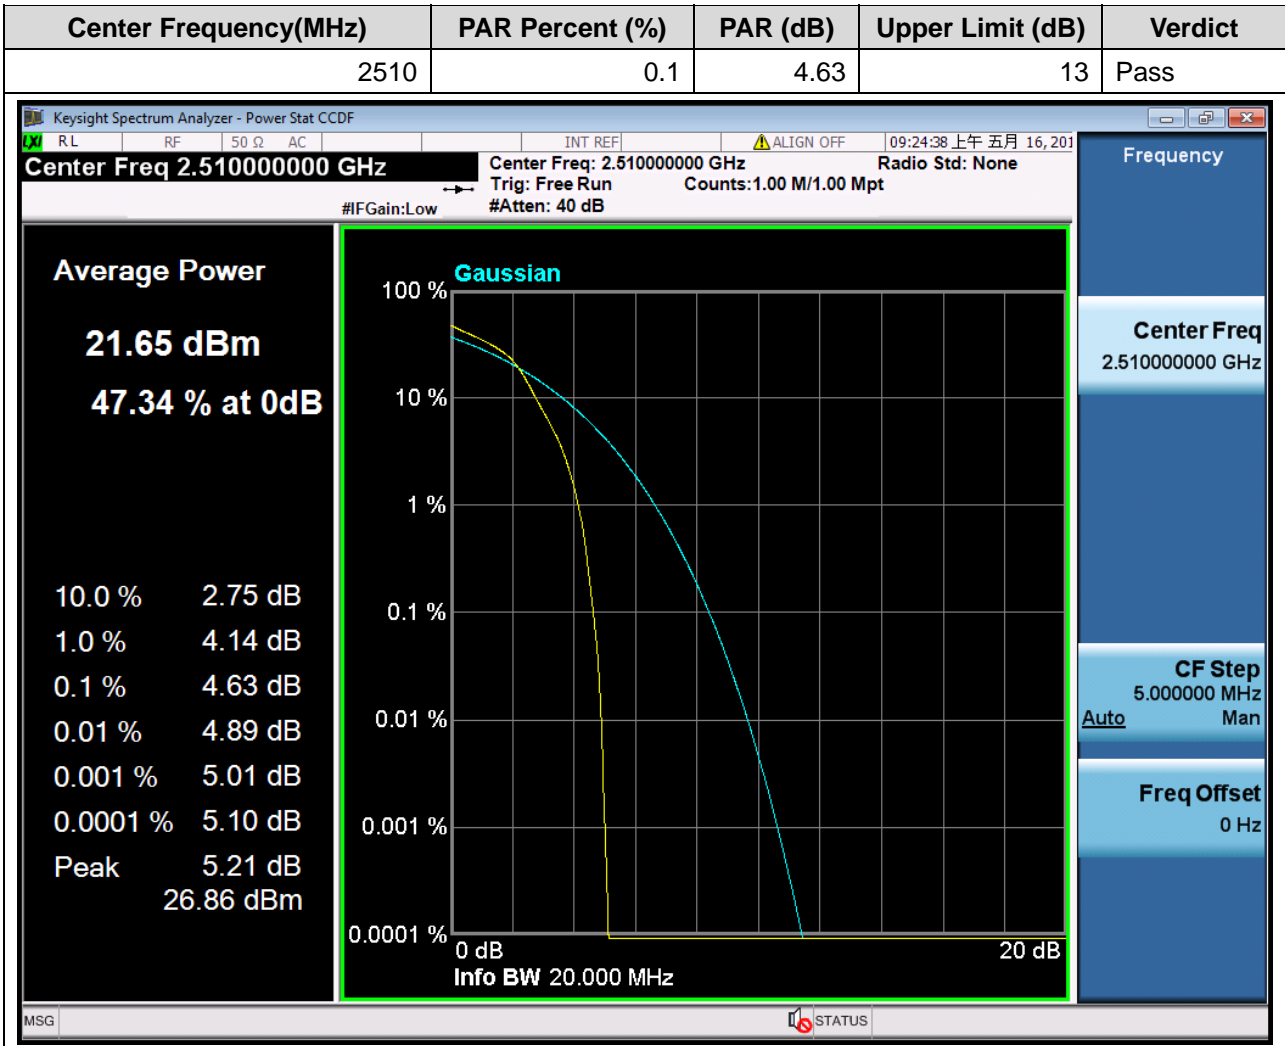 Center Frequency(MHz) PAR Percent (%) PAR (dB) Upper Limit (dB) Verdict
2510 0.1 4.63 13 Pass
Keysight Spectrum Analyzer - Power Stat CCDF
LXI RL RF 50 Ω AC INT REF ALIGN OFF 09:24:38 上午 五月 16, 201
Center Freq 2.510000000 GHz
#IFGain:Low
Center Freq: 2.510000000 GHz
Trig: Free Run Counts:1.00 M/1.00 Mpt
#Atten: 40 dB
Radio Std: None
Average Power
21.65 dBm
47.34 % at 0dB
10.0 % 2.75 dB
1.0 % 4.14 dB
0.1 % 4.63 dB
0.01 % 4.89 dB
0.001 % 5.01 dB
0.0001 % 5.10 dB
Peak 5.21 dB
26.86 dBm
Gaussian
100 %
10 %
1 %
0.1 %
0.01 %
0.001 %
0.0001 %
0 dB 20 dB
Info BW 20.000 MHz
Frequency
Center Freq
2.510000000 GHz
CF Step
5.000000 MHz
Auto Man
Freq Offset
0 Hz
MSG STATUS